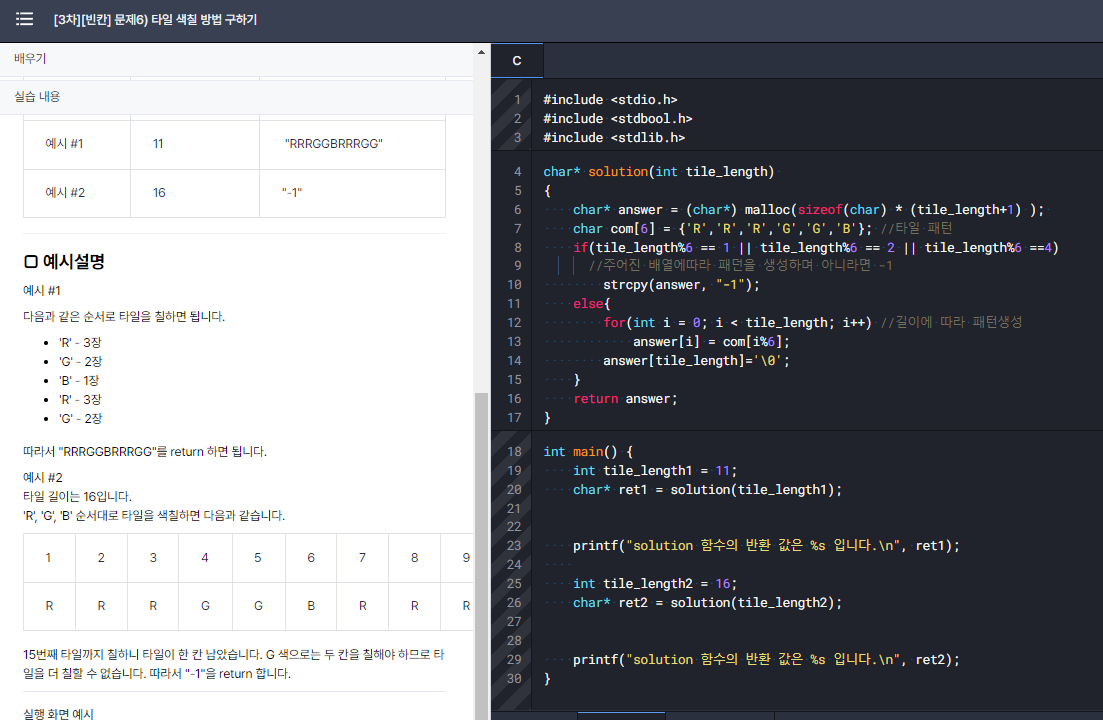 [3차][빈칸] 문제6) 타일 색칠 방법 구하기
배우기
실습 내용
예시 #1 11 "RRRGGBRRRGG"
예시 #2 16 "-1"
예시설명
예시 #1
다음과 같은 순서로 타일을 칠하면 됩니다.
'R' - 3장
'G' - 2장
'B' - 1장
'R' - 3장
'G' - 2장
따라서 "RRRGGBRRRGG"를 return 하면 됩니다.
예시 #2
타일 길이는 16입니다.
'R', 'G', 'B' 순서대로 타일을 색칠하면 다음과 같습니다.
1 2 3 4 5 6 7 8 9
R R R G G B R R R
15번째 타일까지 칠하니 타일이 한 칸 남았습니다. G 색으로는 두 칸을 칠해야 하므로 타
일을 더 칠할 수 없습니다. 따라서 "-1"을 return 합니다.
실행 화면 예시
C
1 #include <stdio.h>
2 #include <stdbool.h>
3 #include <stdlib.h>
4 char* solution(int tile_length)
5 {
6 char* answer = (char*) malloc(sizeof(char) * (tile_length+1) );
7 char com[6] = {'R','R','R','G','G','B'}; //타일 패턴
8 if(tile_length%6 == 1 || tile_length%6 == 2 || tile_length%6 ==4)
9 //주어진 배열에따라 패던을 생성하며 아니라면 -1
10 strcpy(answer, "-1");
11 else{
12 for(int i = 0; i < tile_length; i++) //길이에 따라 패턴생성
13 answer[i] = com[i%6];
14 answer[tile_length]='\0';
15 }
16 return answer;
17 }
18 int main() {
19 int tile_length1 = 11;
20 char* ret1 = solution(tile_length1);
21
22
23 printf("solution 함수의 반환 값은 %s 입니다.\n", ret1);
24
25 int tile_length2 = 16;
26 char* ret2 = solution(tile_length2);
27
28
29 printf("solution 함수의 반환 값은 %s 입니다.\n", ret2);
30 }